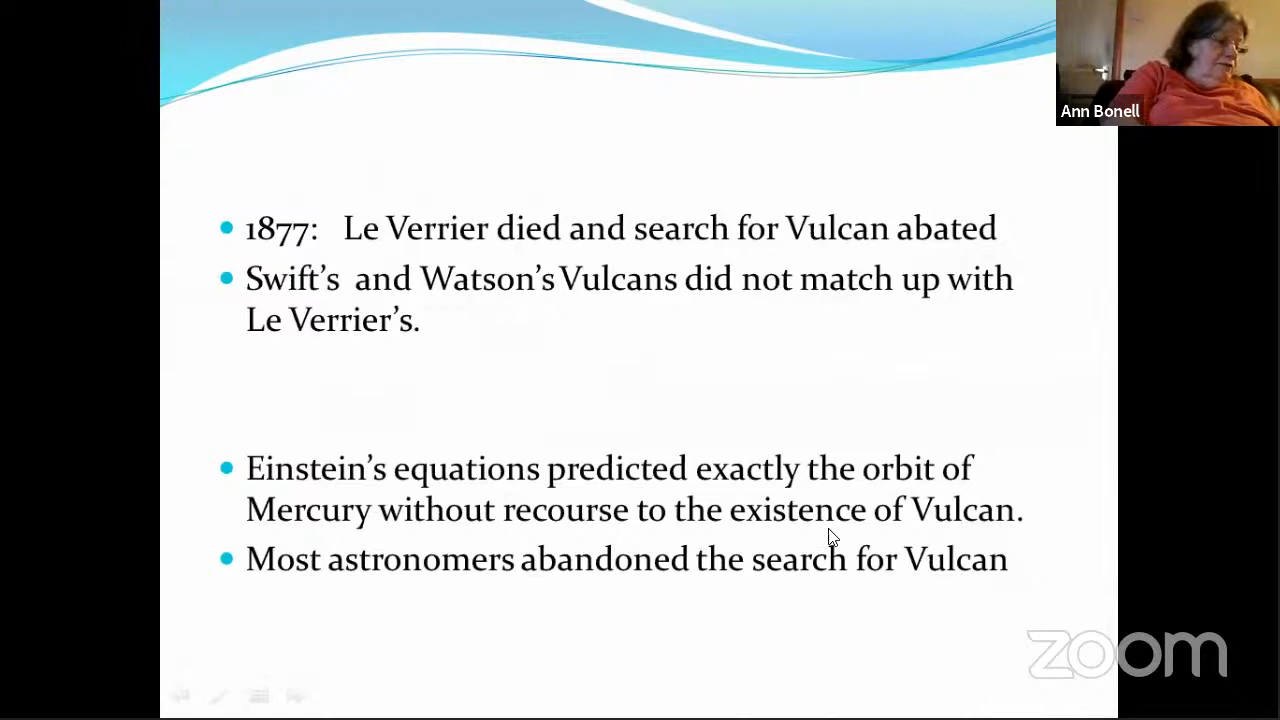 Ann Bonell
• 1877: Le Verrier died and search for Vulcan abated
• Swift's and Watson's Vulcans did not match up with
Le Verrier's.
• Einstein's equations predicted exactly the orbit of
Mercury without recourse to the existence of Vulcan.
• Most astronomers abandoned the search for Vulcan
zoom